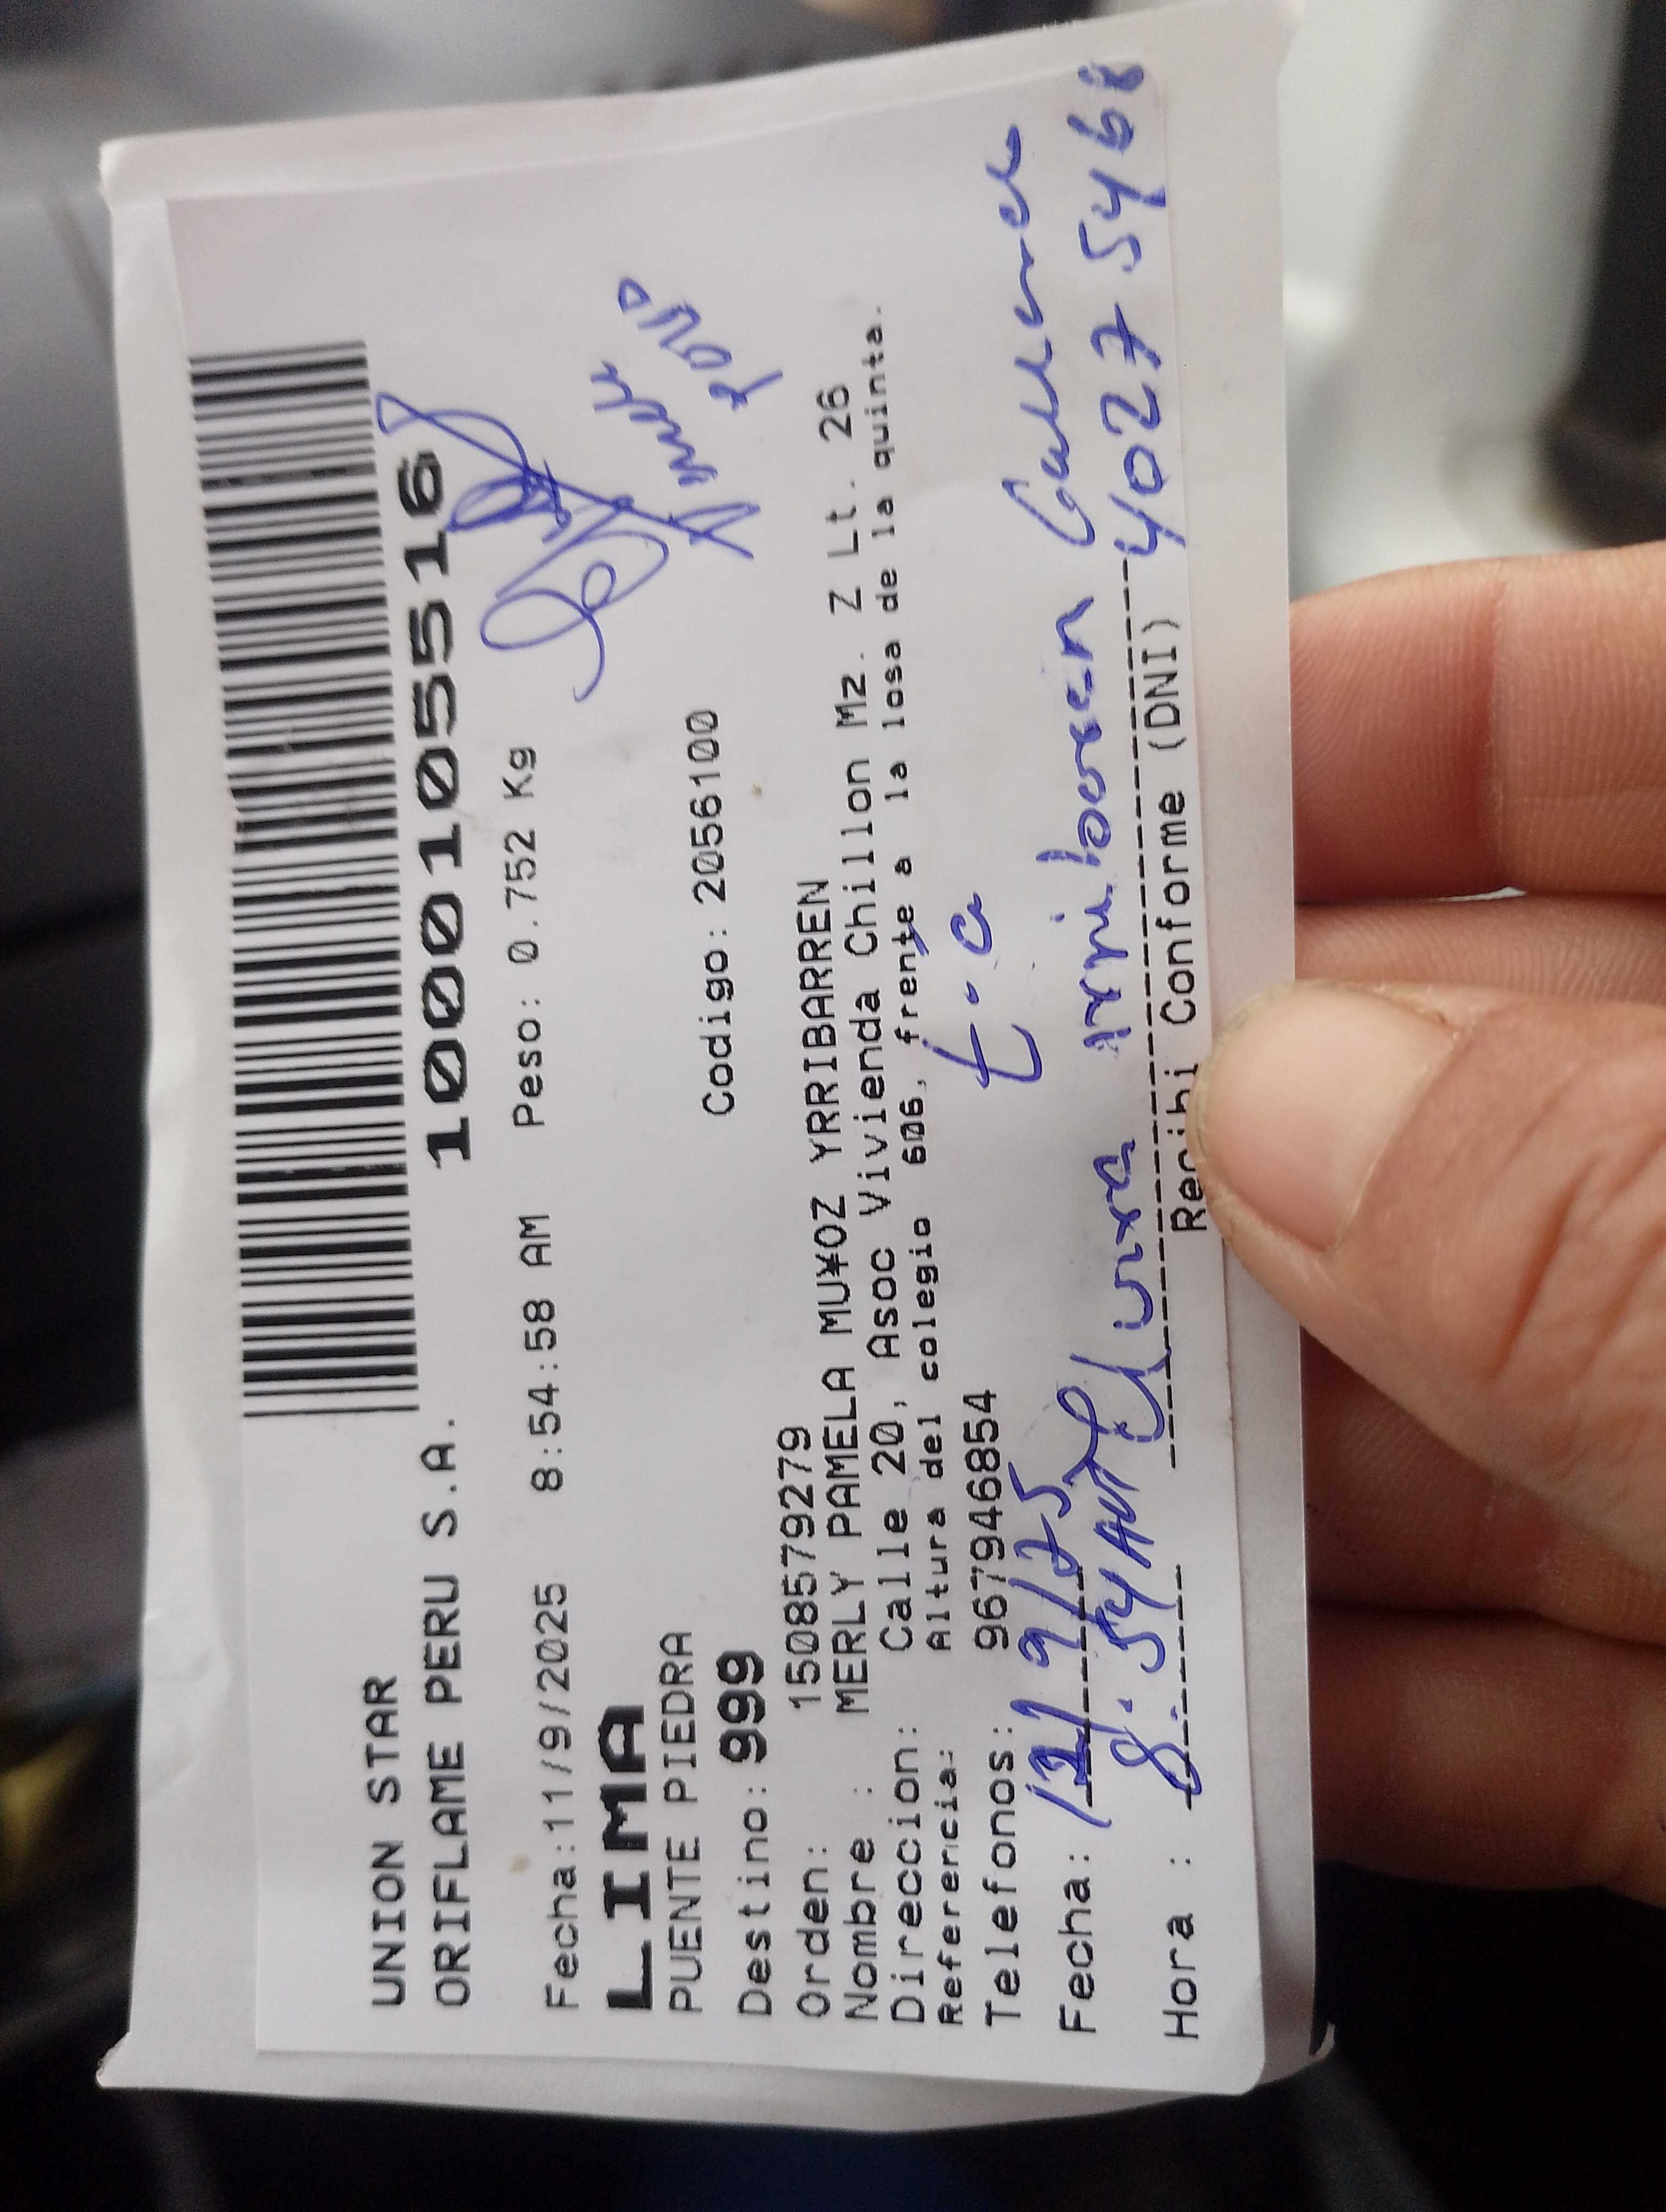 UNION STAR
ORIFLAME PERU S.A.
10001055516
Fecha:11/9/2025 8:54:58 AM Peso: 0.752 Kg
LIMA
PUENTE PIEDRA
Destino: 999 Codigo: 2056100
Orden: 1508579279
Nombre : MERLY PAMELA MU¥OZ YRRIBARREN
Direccion: Calle 20, Asoc Vivienda Chillon Mz. Z Lt. 26
Referencia: Altura del colegio 606, frente a la losa de la quinta.
Telefonos: 967946854
Fecha: 12/9/25
Hora : 8:54 AM
40275468
Recibi Conforme (DNI)